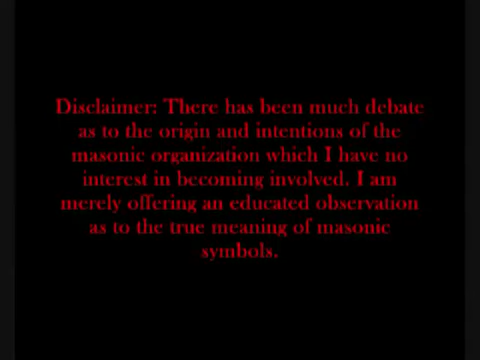 Disclaimer: There has been much debate
as to the origin and intentions of the
masonic organization which I have no
interest in becoming involved. I am
merely offering an educated observation
as to the true meaning of masonic
symbols.